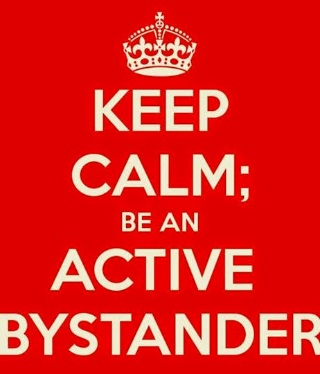 KEEP
CALM;
BE AN
ACTIVE
BYSTANDER